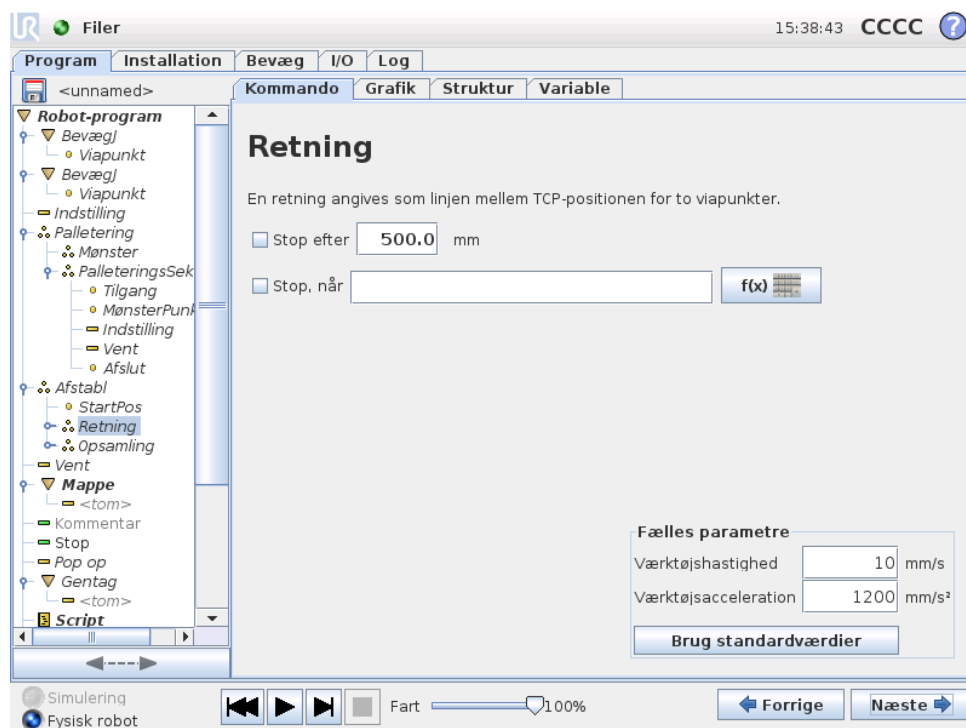 UR Filer 15:38:43 CCCC ?
Program Installation Bevæg I/O Log
<unnamed>
Kommando Grafik Struktur Variable
Robot-program
BevægJ
Viapunkt
BevægJ
Viapunkt
Indstilling
Palletering
Mønster
PalleteringsSek
Tilgang
MønsterPunk
Indstilling
Vent
Afslut
Afstabl
StartPos
Retning
Opsamling
Vent
Mappe
<tom>
Kommentar
Stop
Pop op
Gentag
<tom>
Script
Retning
En retning angives som linjen mellem TCP-positionen for to viapunkter.
Stop efter 500.0 mm
Stop, når f(x)
Fælles parametre
Værktøjshastighed 10 mm/s
Værktøjsacceleration 1200 mm/s²
Brug standardværdier
Simulering
Fysisk robot
Fart 100%
Forrige Næste